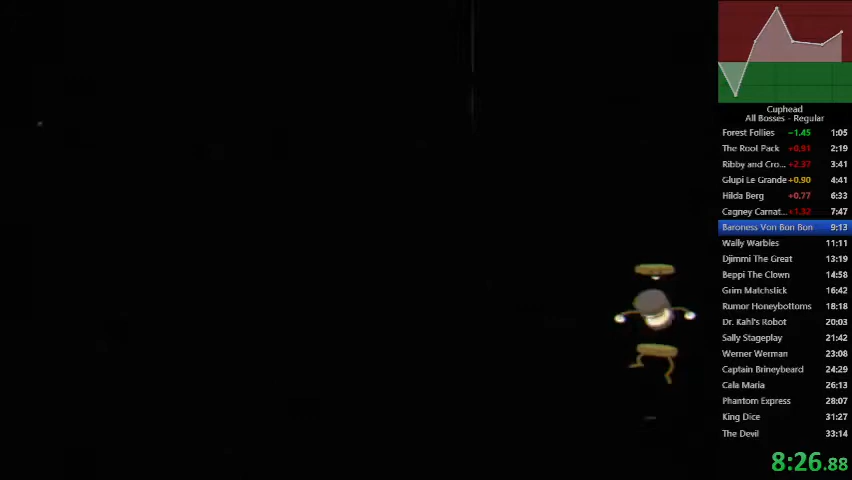 Cuphead
All Bosses - Regular
Forest Follies −1.45 1:05
The Root Pack +0.91 2:19
Ribby and Cro... +2.37 3:41
Glupi Le Grande +0.90 4:41
Hilda Berg +0.77 6:33
Cagney Carnat... +1.32 7:47
Baroness Von Bon Bon 9:13
Wally Warbles 11:11
Djimmi The Great 13:19
Beppi The Clown 14:58
Grim Matchslick 16:42
Rumor Honeybottoms 18:18
Dr. Kahl's Robot 20:03
Sally Stageplay 21:42
Werner Werman 23:08
Captain Brineybeard 24:29
Cala Maria 26:13
Phantom Express 28:07
King Dice 31:27
The Devil 33:14
8:26.88